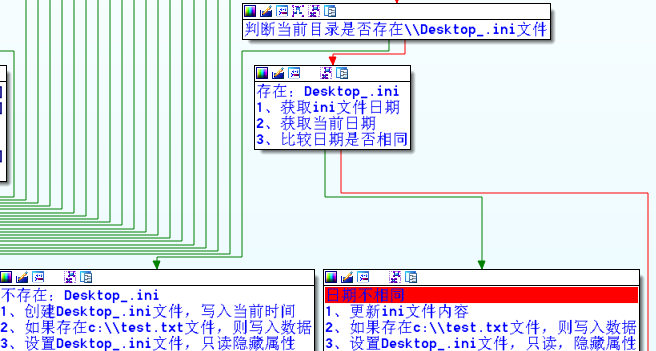 判断当前目录是否存在\\Desktop_.ini文件
存在：Desktop_.ini
1、获取ini文件日期
2、获取当前日期
3、比较日期是否相同
不存在：Desktop_.ini
1、创建Desktop_.ini文件，写入当前时间
2、如果存在c:\\test.txt文件，则写入数据
3、设置Desktop_.ini文件，只读隐藏属性
日期不相同
1、更新ini文件内容
2、如果存在c:\\test.txt文件，则写入数据
3、设置Desktop_.ini文件，只读，隐藏属性